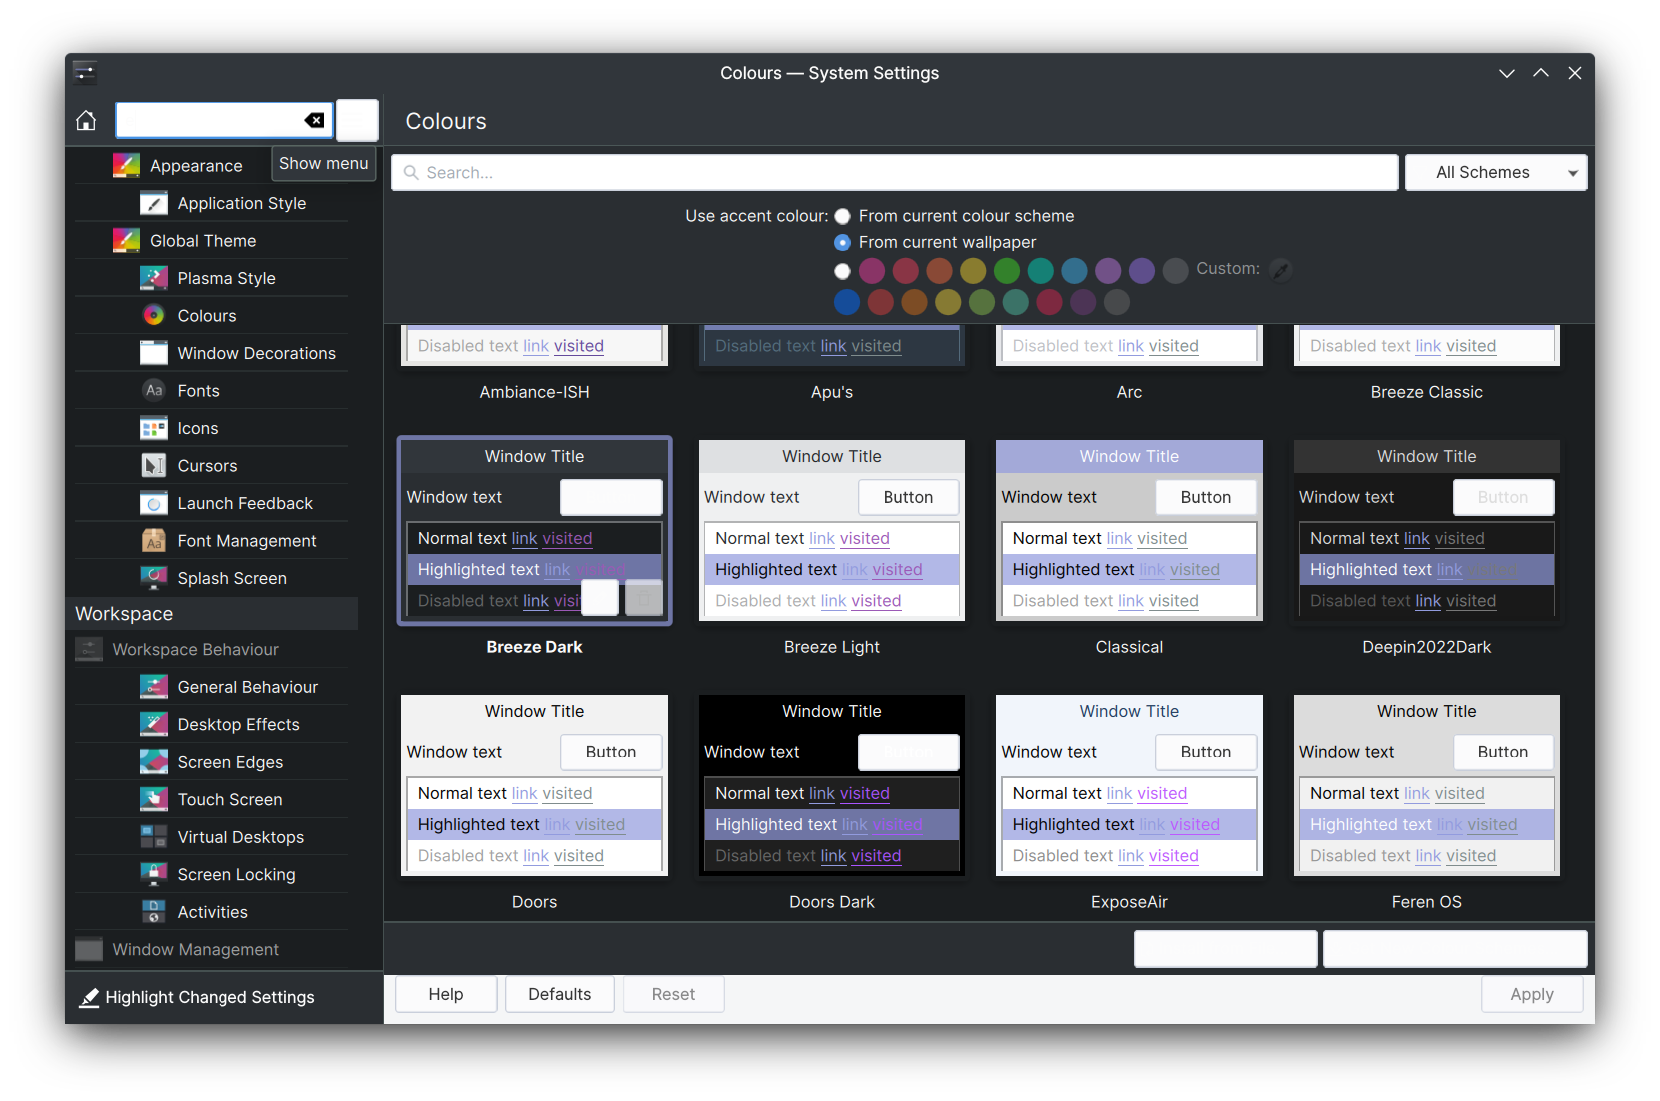 Colours — System Settings
Colours
Show menu
Search...
All Schemes
Use accent colour:
From current colour scheme
From current wallpaper
Custom:
Appearance
Application Style
Global Theme
Plasma Style
Colours
Window Decorations
Fonts
Icons
Cursors
Launch Feedback
Font Management
Splash Screen
Workspace
Workspace Behaviour
General Behaviour
Desktop Effects
Screen Edges
Touch Screen
Virtual Desktops
Screen Locking
Activities
Window Management
Highlight Changed Settings
Disabled text link visited
Ambiance-ISH
Disabled text link visited
Apu's
Disabled text link visited
Arc
Disabled text link visited
Breeze Classic
Window Title
Window text
Normal text link visited
Highlighted text link visited
Disabled text link
Breeze Dark
Window Title
Window text
Button
Normal text link visited
Highlighted text link visited
Disabled text link visited
Breeze Light
Window Title
Window text
Button
Normal text link visited
Highlighted text link visited
Disabled text link visited
Classical
Window Title
Window text
Button
Normal text link visited
Highlighted text link visited
Disabled text link visited
Deepin2022Dark
Window Title
Window text
Button
Normal text link visited
Highlighted text link visited
Disabled text link visited
Doors
Window Title
Window text
Normal text link visited
Highlighted text link visited
Disabled text link visited
Doors Dark
Window Title
Window text
Button
Normal text link visited
Highlighted text link visited
Disabled text link visited
ExposeAir
Window Title
Window text
Button
Normal text link visited
Highlighted text link visited
Disabled text link visited
Feren OS
Help
Defaults
Reset
Apply